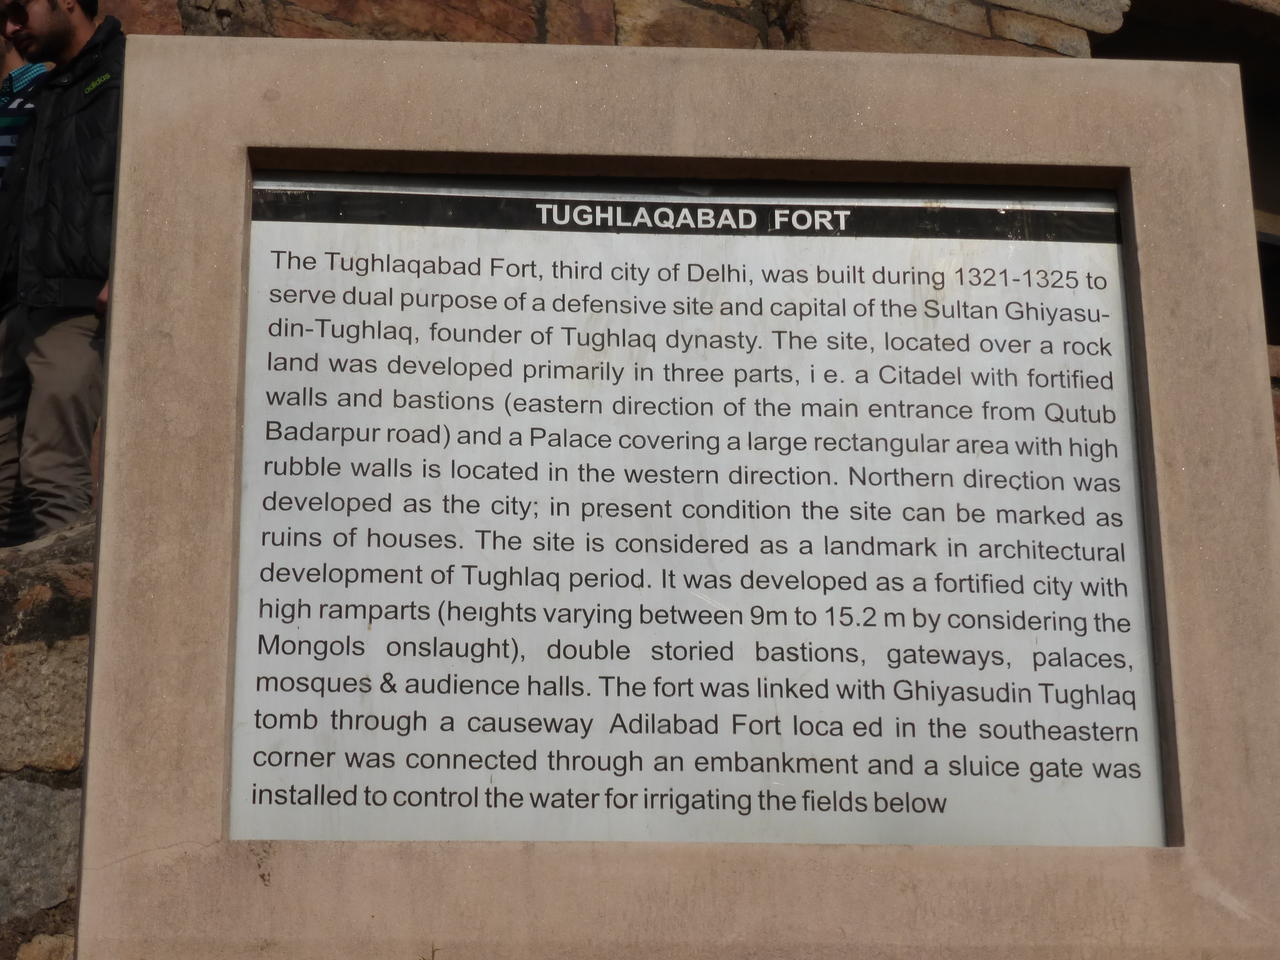 adidas
TUGHLAQABAD FORT
The Tughlaqabad Fort, third city of Delhi, was built during 1321-1325 to
serve dual purpose of a defensive site and capital of the Sultan Ghiyasu-
din-Tughlaq, founder of Tughlaq dynasty. The site, located over a rock
land was developed primarily in three parts, i e. a Citadel with fortified
walls and bastions (eastern direction of the main entrance from Qutub
Badarpur road) and a Palace covering a large rectangular area with high
rubble walls is located in the western direction. Northern direction was
developed as the city; in present condition the site can be marked as
ruins of houses. The site is considered as a landmark in architectural
development of Tughlaq period. It was developed as a fortified city with
high ramparts (heights varying between 9m to 15.2 m by considering the
Mongols onslaught), double storied bastions, gateways, palaces,
mosques & audience halls. The fort was linked with Ghiyasudin Tughlaq
tomb through a causeway Adilabad Fort loca ed in the southeastern
corner was connected through an embankment and a sluice gate was
installed to control the water for irrigating the fields below